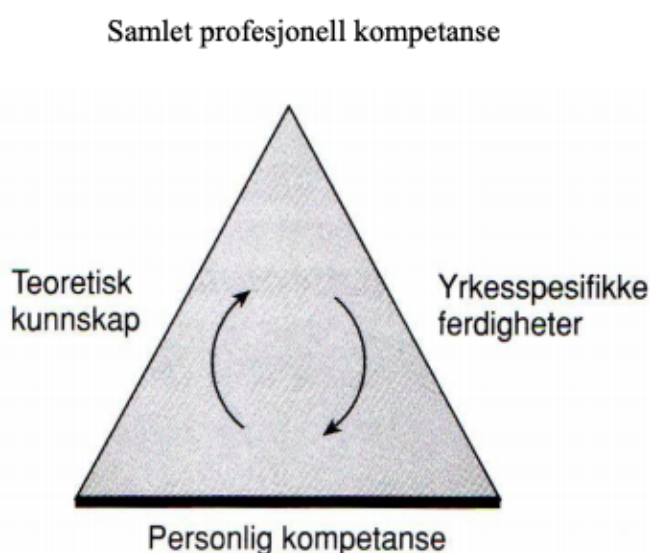 Samlet profesjonell kompetanse
Teoretisk
kunnskap
Yrkesspesifikke
ferdigheter
Personlig kompetanse